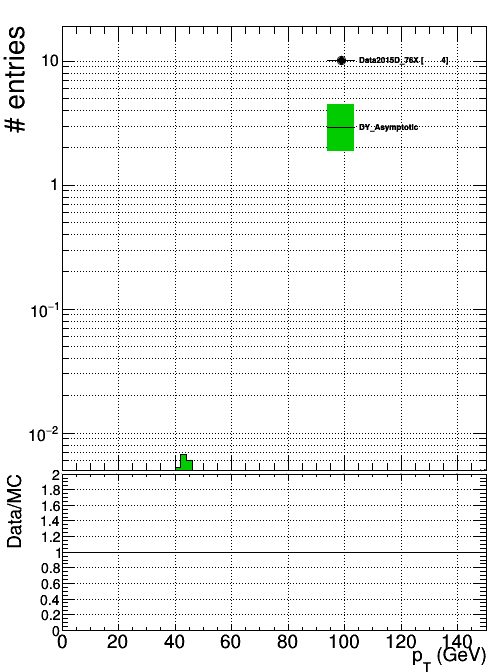 # entries
10
1
10⁻¹
10⁻²
Data2015D_76X [ 4]
DY_Asymptotic
Data/MC
2
1.8
1.6
1.4
1.2
1
0.8
0.6
0.4
0.2
0
0 20 40 60 80 100 120 140
p_T (GeV)